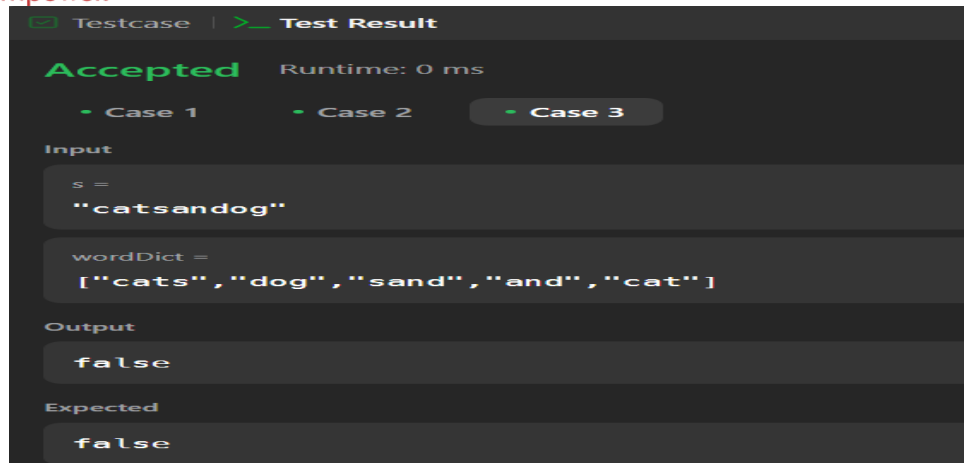 Testcase | >_ Test Result
Accepted Runtime: 0 ms
• Case 1 • Case 2 • Case 3
Input
s =
"catsandog"
wordDict =
["cats","dog","sand","and","cat"]
Output
false
Expected
false